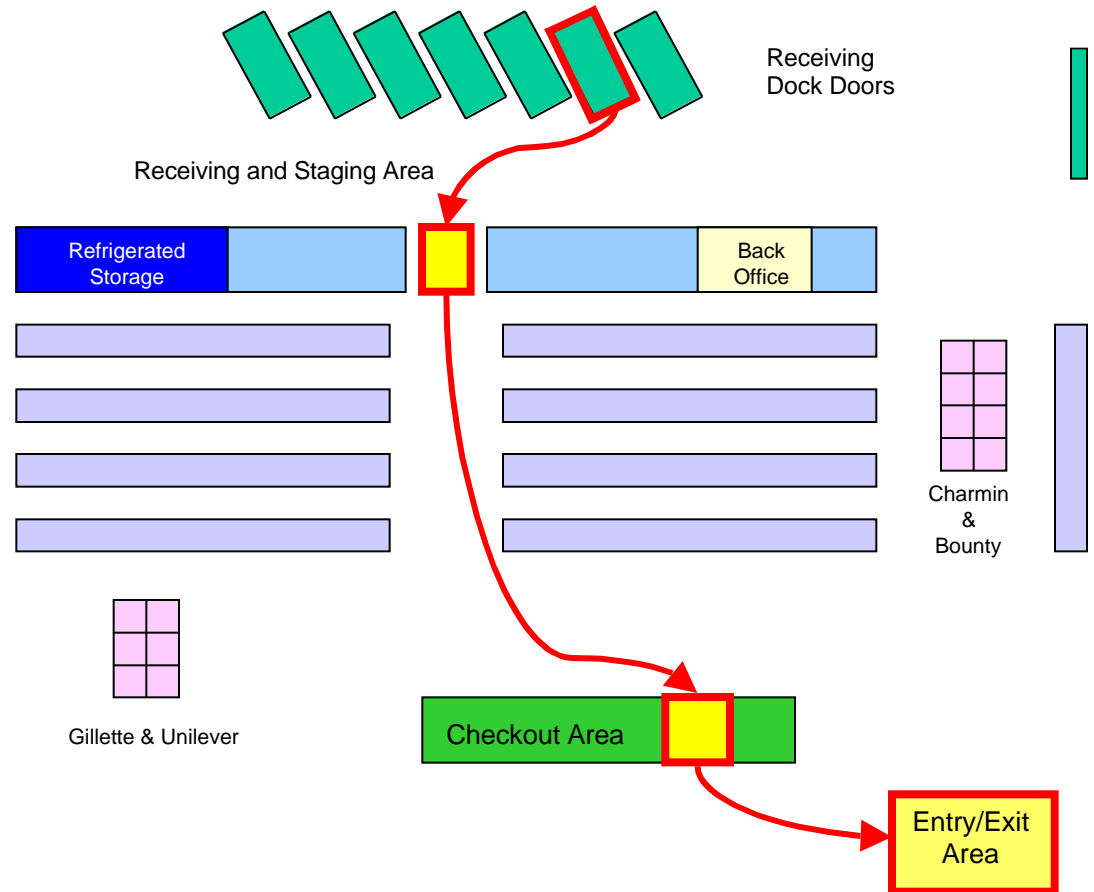 Receiving
Dock Doors
Receiving and Staging Area
Refrigerated
Storage
Back
Office
Charmin
&
Bounty
Gillette & Unilever
Checkout Area
Entry/Exit
Area